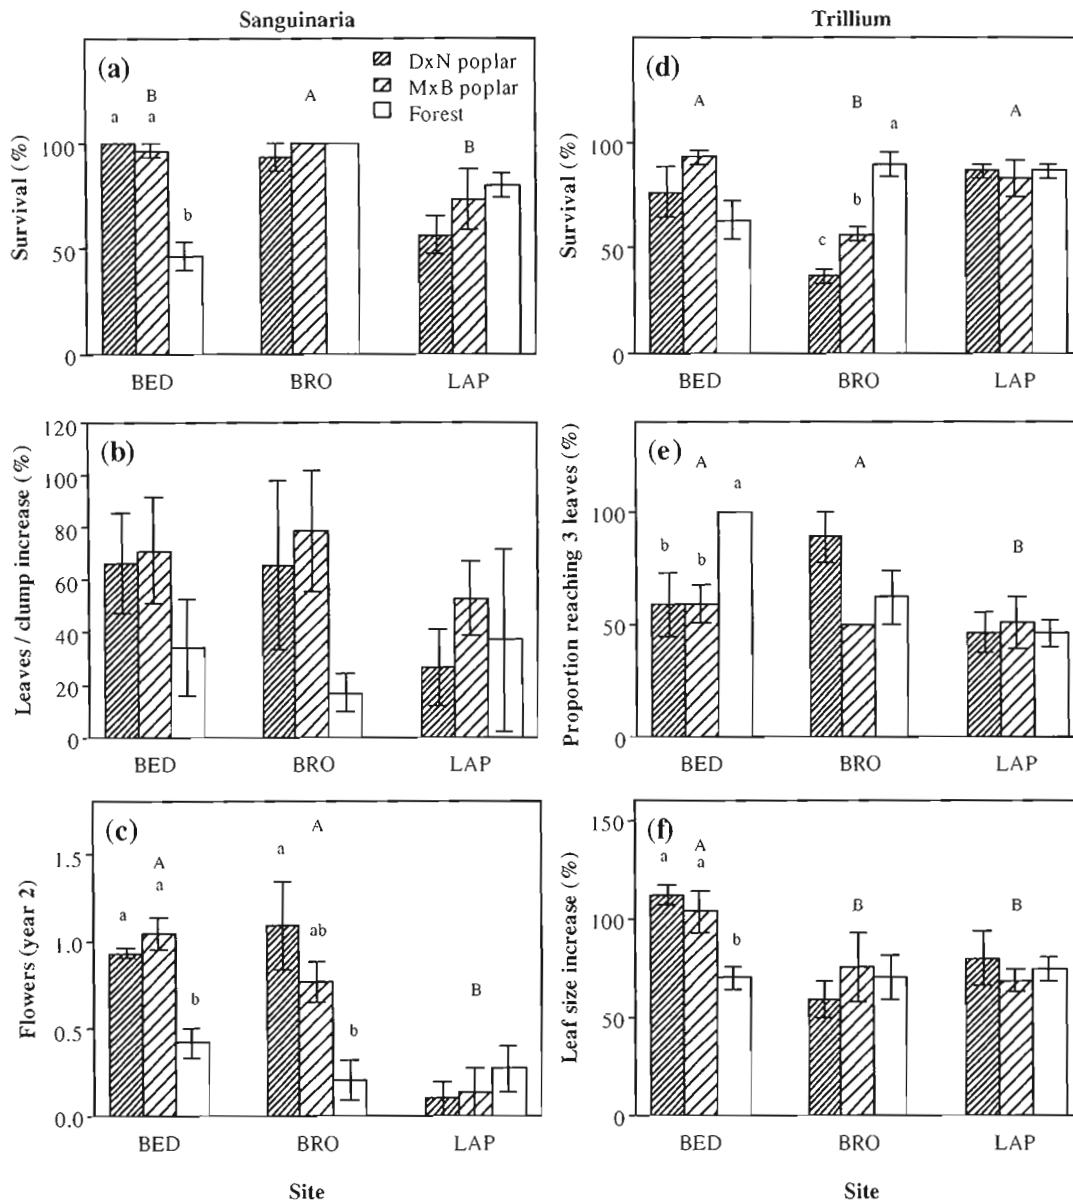 Sanguinaria
(a)
DxN poplar
MxB poplar
Forest
B
A
a
a
b
B
Survival (%)
100
50
0
BED
BRO
LAP
Trillium
(d)
A
B
A
a
b
c
Survival (%)
100
50
0
BED
BRO
LAP
(b)
Leaves / clump increase (%)
120
100
80
60
40
20
0
BED
BRO
LAP
(e)
A
A
a
b
b
B
Proportion reaching 3 leaves (%)
100
50
0
BED
BRO
LAP
(c)
A
A
a
a
a
ab
b
b
B
Flowers (year 2)
1.5
1.0
0.5
0.0
BED
BRO
LAP
Site
(f)
A
a
a
b
B
B
Leaf size increase (%)
150
100
50
0
BED
BRO
LAP
Site